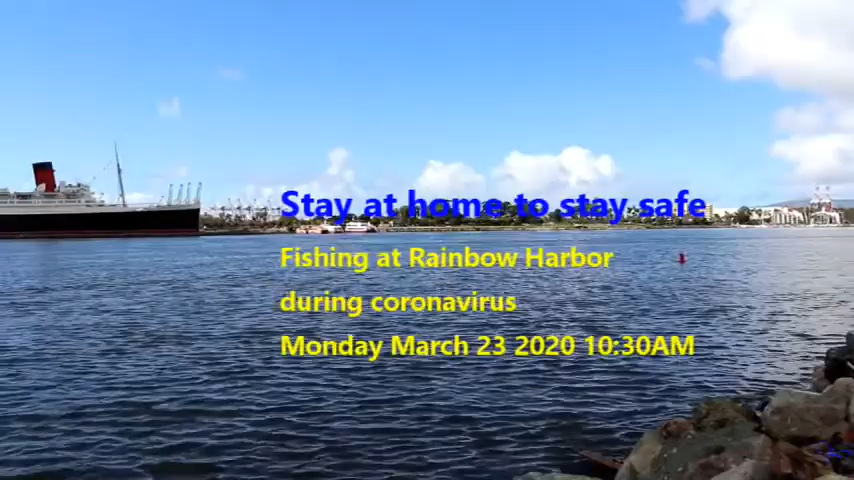 Stay at home to stay safe
Fishing at Rainbow Harbor
during coronavirus
Monday March 23 2020 10:30AM